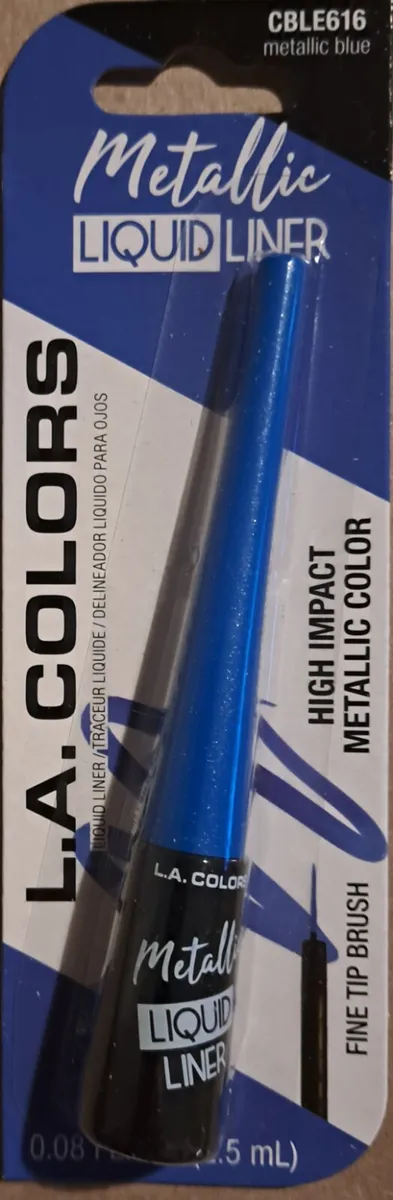 CBLE616
metallic blue
Metallic
LIQUID LINER
L.A. COLORS
LIQUID LINER / TRACEUR LIQUIDE / DELINEADOR LIQUIDO PARA OJOS
HIGH IMPACT
METALLIC COLOR
FINE TIP BRUSH
L.A. COLORS
Metalli
LIQUID
LINER
0.08 (2.5 mL)